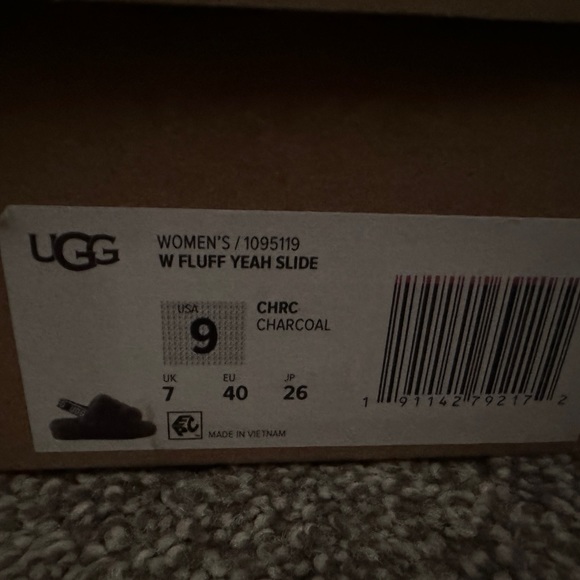 UGG
WOMEN'S / 1095119
W FLUFF YEAH SLIDE
USA
9
CHRC
CHARCOAL
UK
7
EU
40
JP
26
MADE IN VIETNAM
1 91142 79217 2